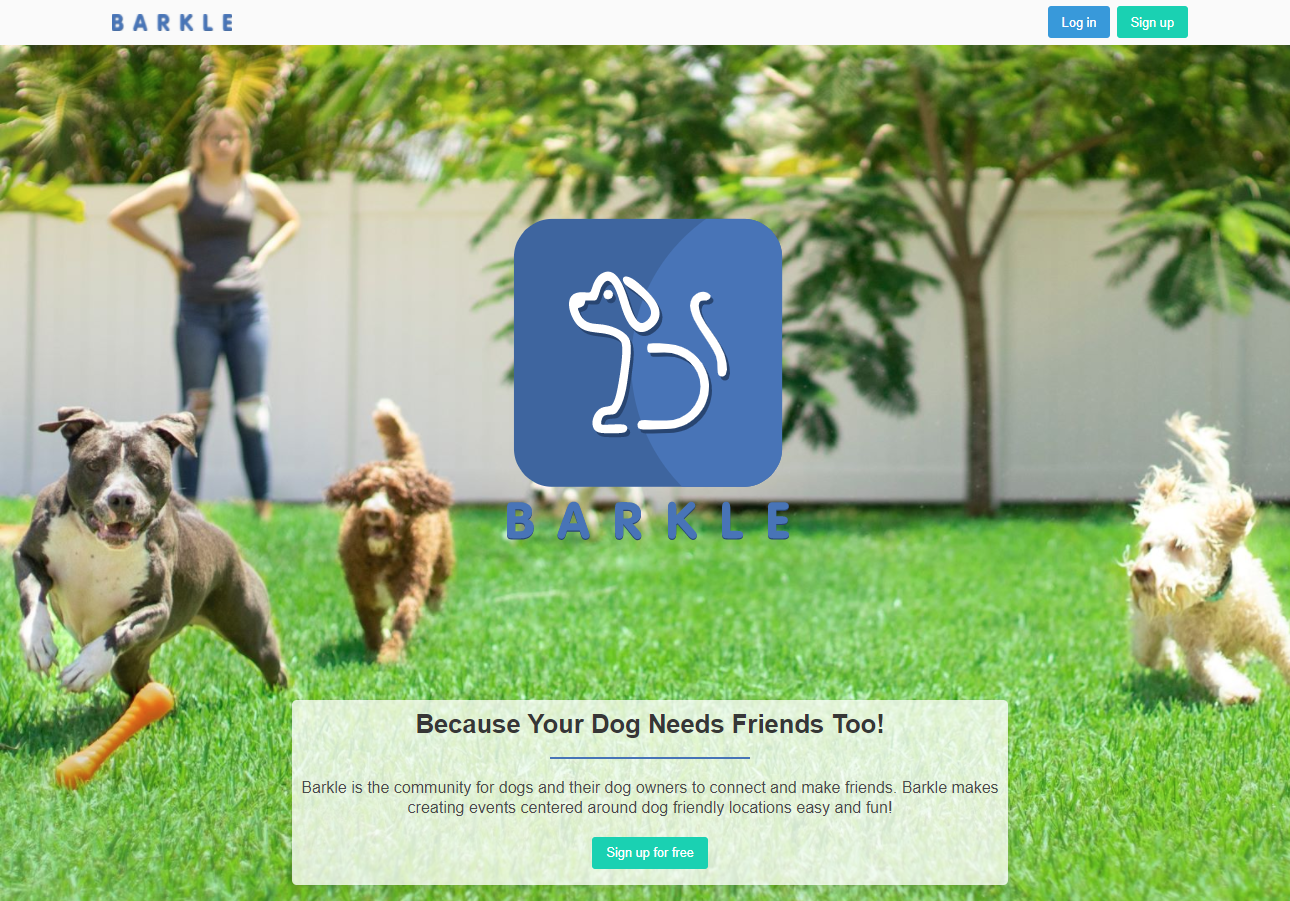 BARKLE
Log in
Sign up
BARKLE
Because Your Dog Needs Friends Too!
Barkle is the community for dogs and their dog owners to connect and make friends. Barkle makes
creating events centered around dog friendly locations easy and fun!
Sign up for free